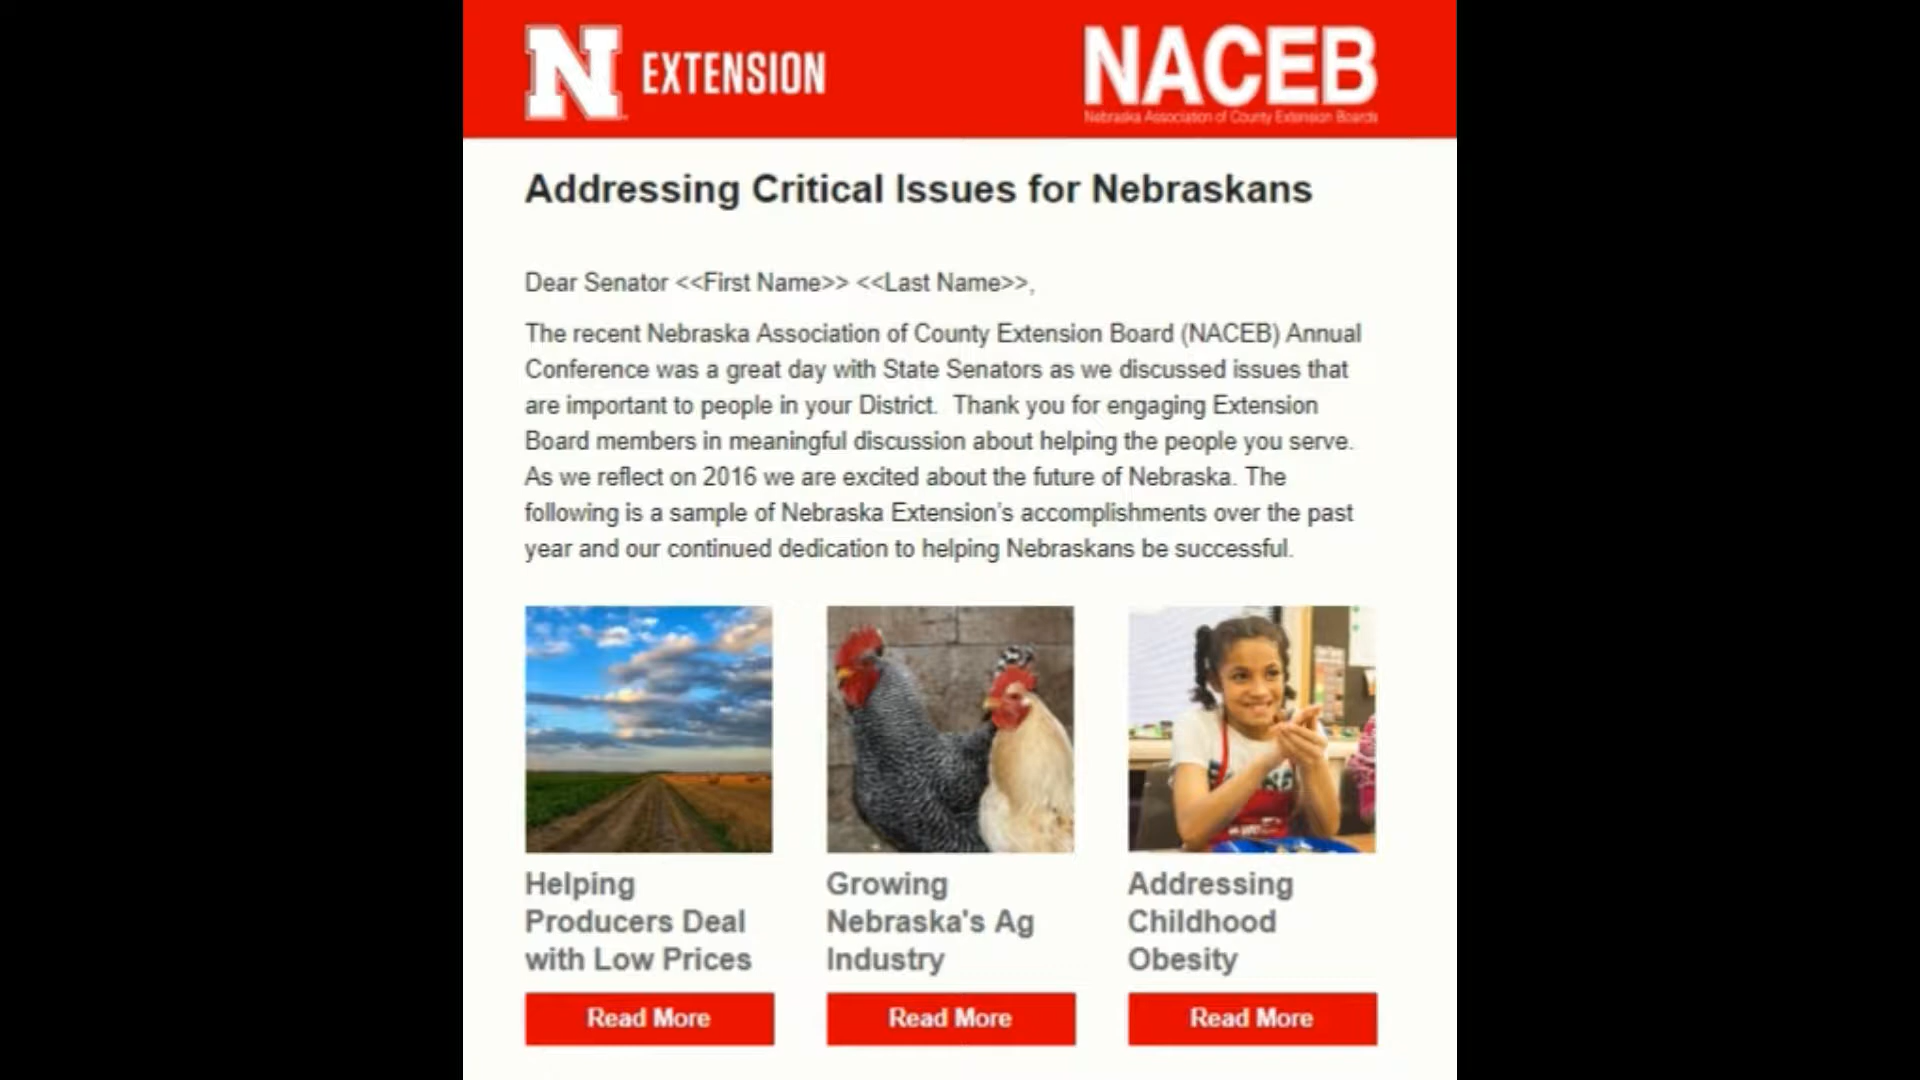 N EXTENSION
NACEB
Nebraska Association of County Extension Boards
Addressing Critical Issues for Nebraskans
Dear Senator <<First Name>> <<Last Name>>,
The recent Nebraska Association of County Extension Board (NACEB) Annual
Conference was a great day with State Senators as we discussed issues that
are important to people in your District.  Thank you for engaging Extension
Board members in meaningful discussion about helping the people you serve.
As we reflect on 2016 we are excited about the future of Nebraska. The
following is a sample of Nebraska Extension's accomplishments over the past
year and our continued dedication to helping Nebraskans be successful.
Helping
Producers Deal
with Low Prices
Read More
Growing
Nebraska's Ag
Industry
Read More
Addressing
Childhood
Obesity
Read More